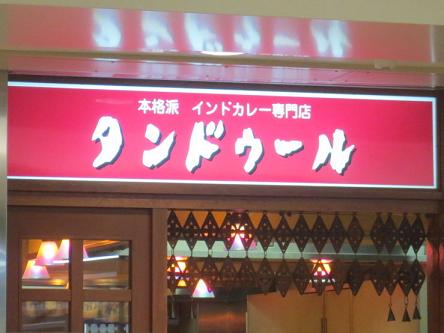 本格派 インドカレー専門店
タンドゥール